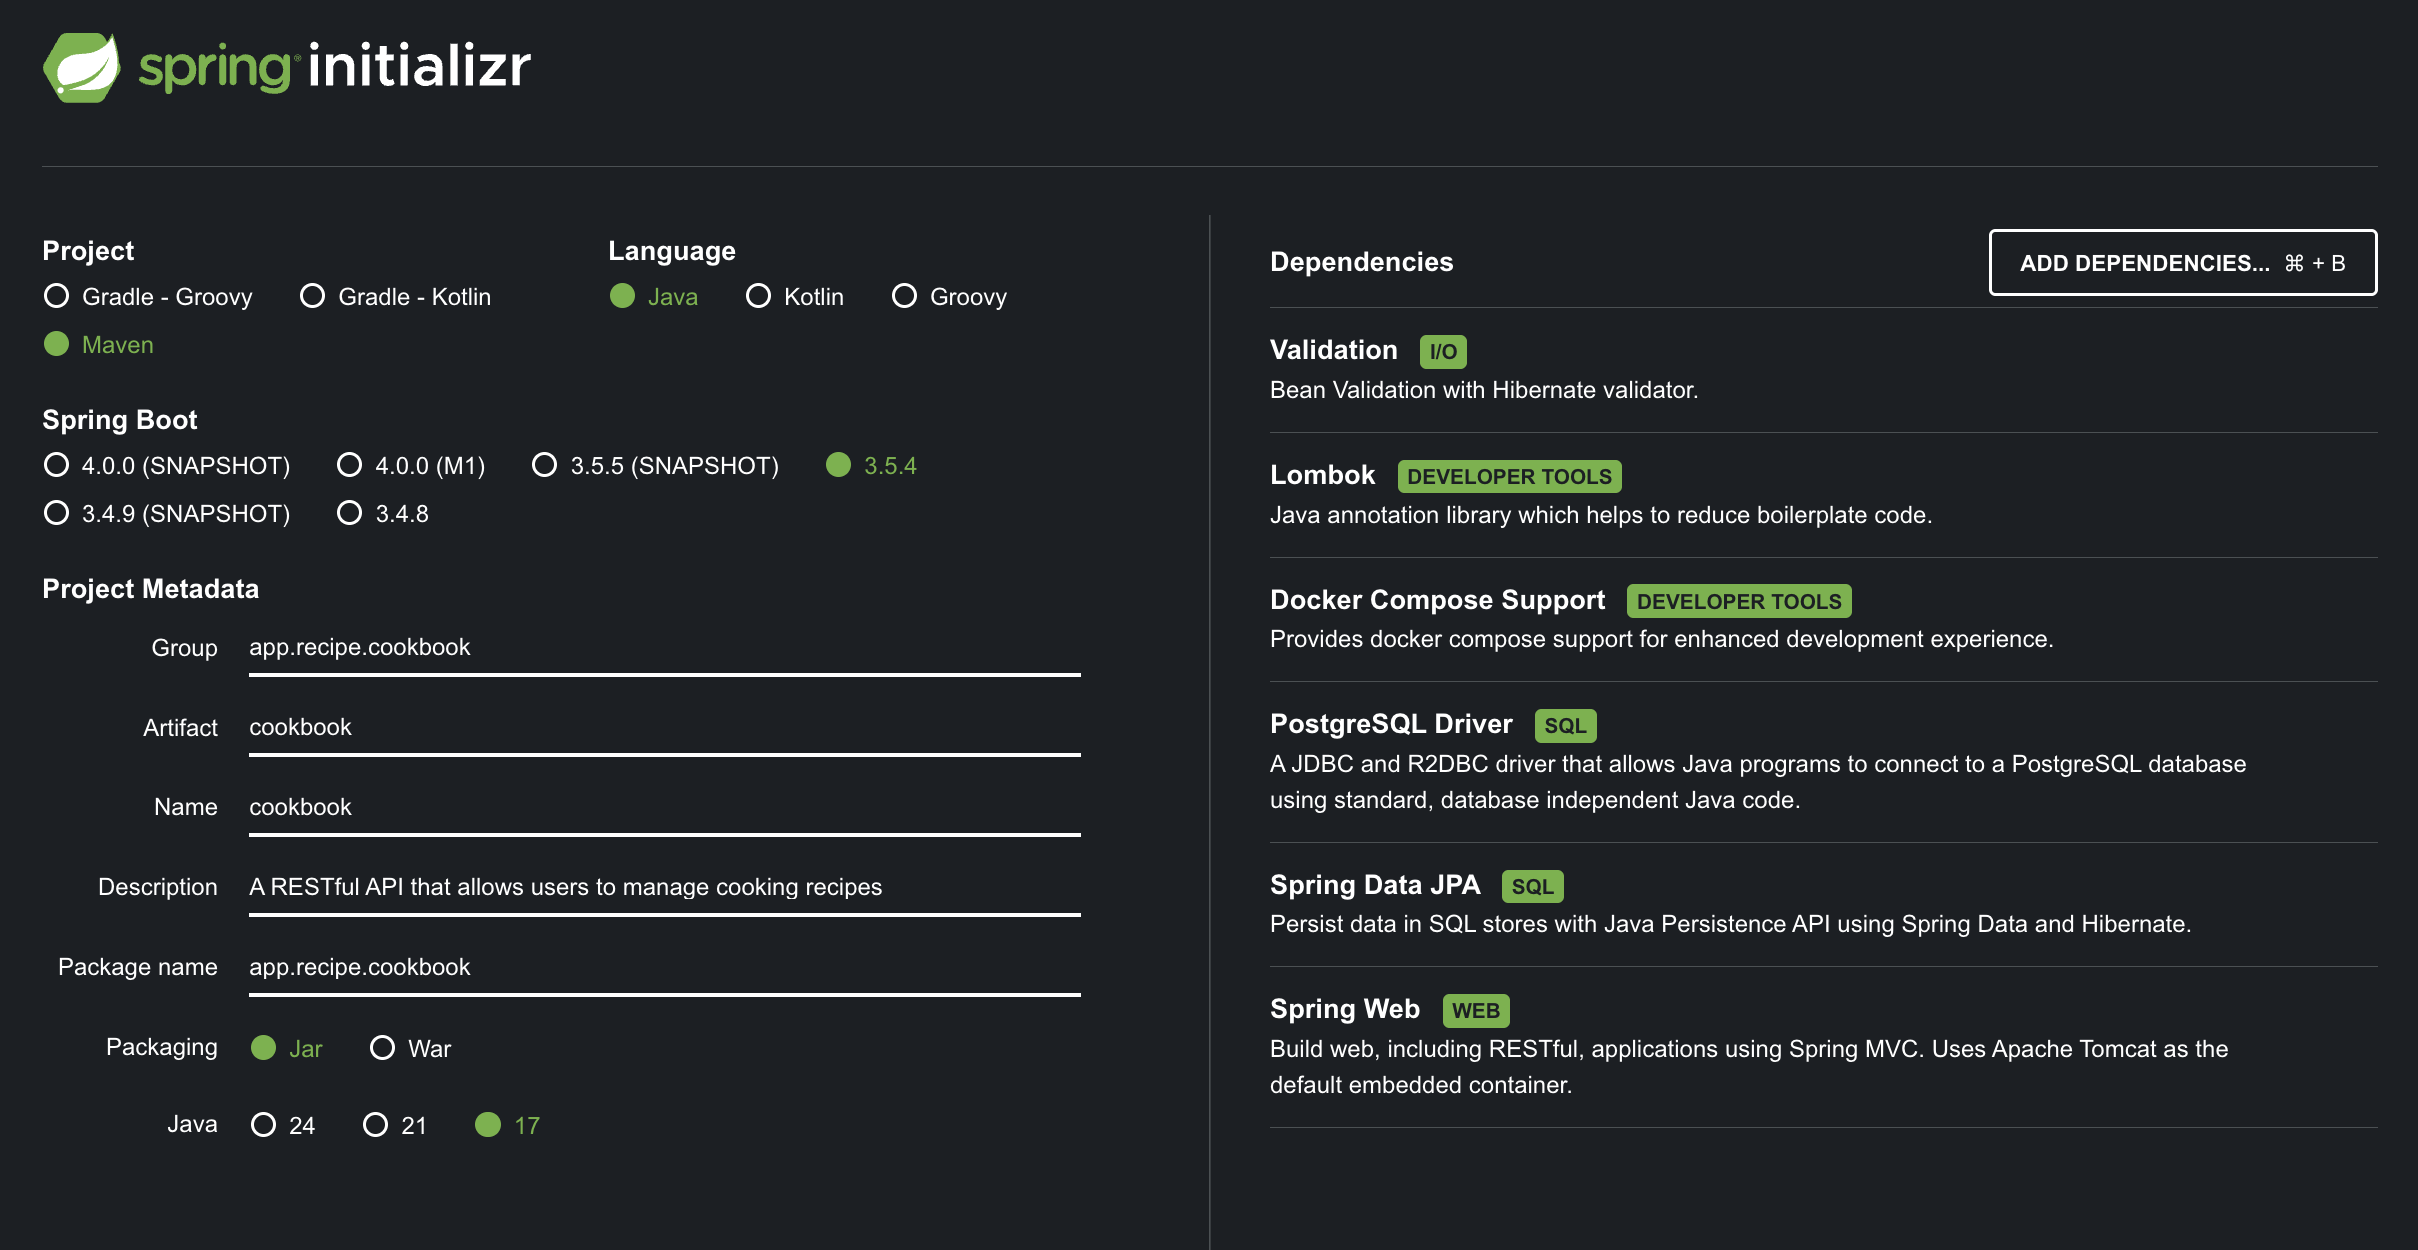 spring initializr
Project
Gradle - Groovy Gradle - Kotlin
Maven
Language
Java Kotlin Groovy
Spring Boot
4.0.0 (SNAPSHOT) 4.0.0 (M1) 3.5.5 (SNAPSHOT) 3.5.4
3.4.9 (SNAPSHOT) 3.4.8
Project Metadata
Group app.recipe.cookbook
Artifact cookbook
Name cookbook
Description A RESTful API that allows users to manage cooking recipes
Package name app.recipe.cookbook
Packaging Jar War
Java 24 21 17
Dependencies
ADD DEPENDENCIES... ⌘ + B
Validation I/O
Bean Validation with Hibernate validator.
Lombok DEVELOPER TOOLS
Java annotation library which helps to reduce boilerplate code.
Docker Compose Support DEVELOPER TOOLS
Provides docker compose support for enhanced development experience.
PostgreSQL Driver SQL
A JDBC and R2DBC driver that allows Java programs to connect to a PostgreSQL database
using standard, database independent Java code.
Spring Data JPA SQL
Persist data in SQL stores with Java Persistence API using Spring Data and Hibernate.
Spring Web WEB
Build web, including RESTful, applications using Spring MVC. Uses Apache Tomcat as the
default embedded container.